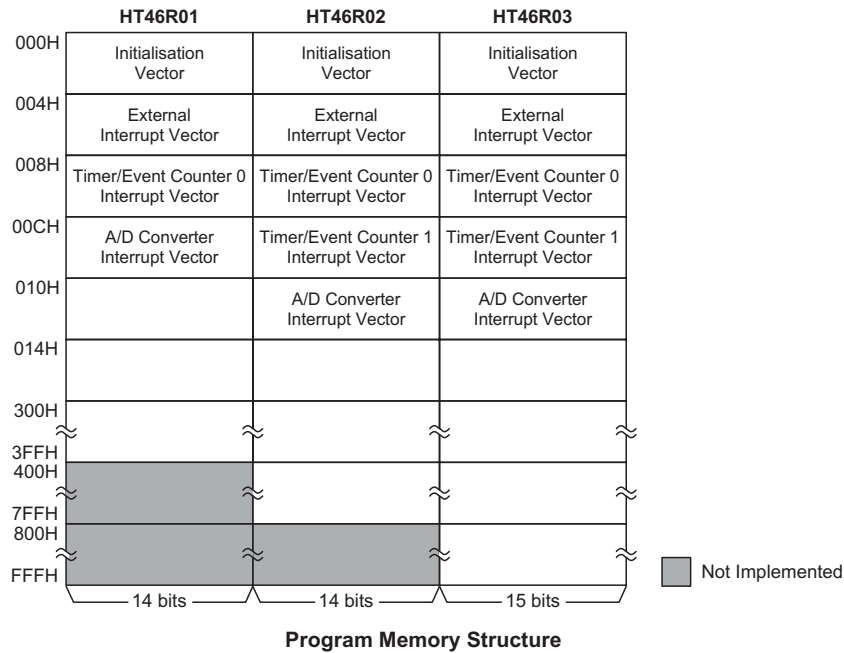 HT46R01 HT46R02 HT46R03
000H
Initialisation Vector Initialisation Vector Initialisation Vector
004H
External Interrupt Vector External Interrupt Vector External Interrupt Vector
008H
Timer/Event Counter 0 Interrupt Vector Timer/Event Counter 0 Interrupt Vector Timer/Event Counter 0 Interrupt Vector
00CH
A/D Converter Interrupt Vector Timer/Event Counter 1 Interrupt Vector Timer/Event Counter 1 Interrupt Vector
010H
A/D Converter Interrupt Vector A/D Converter Interrupt Vector
014H
300H
3FFH
400H
7FFH
800H
FFFH
Not Implemented
14 bits 14 bits 15 bits
Program Memory Structure